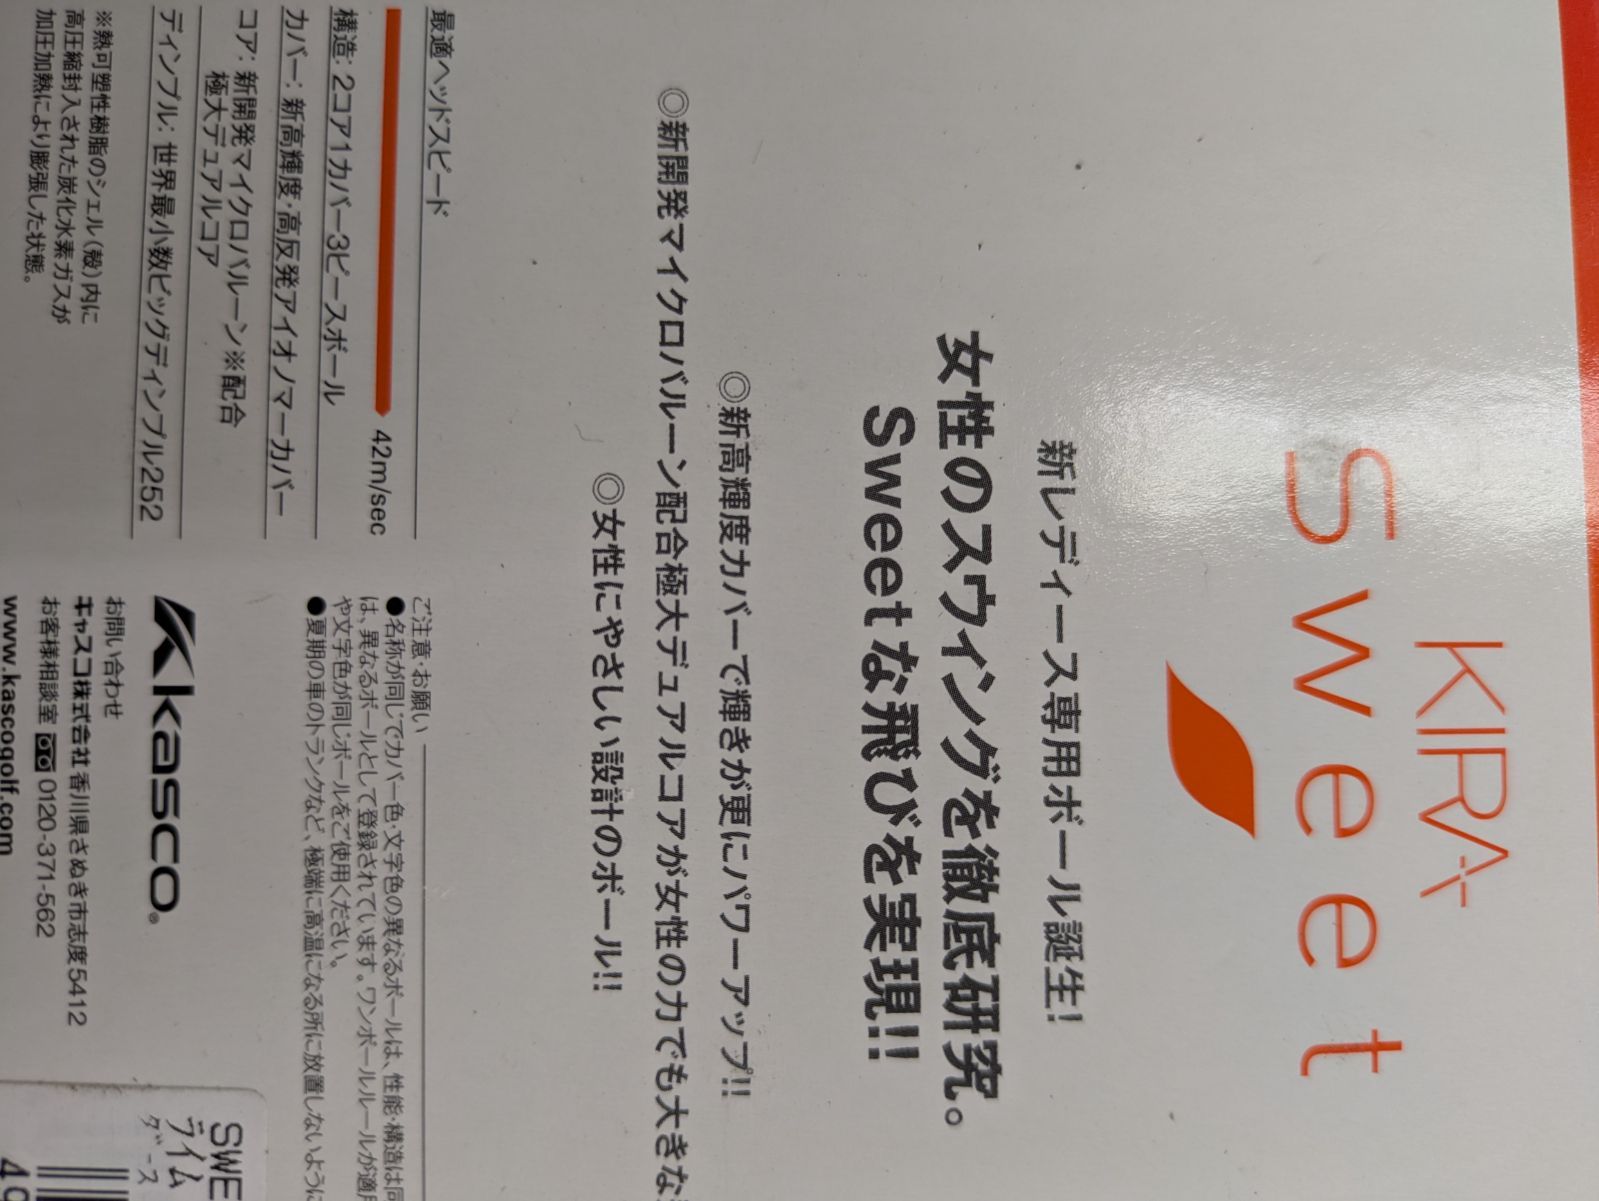 KIRA
sweet
新レディース専用ボール誕生!
女性のスウィングを徹底研究。
Sweetな飛びを実現!!
◎新高輝度カバーで輝きが更にパワーアップ!!
◎新開発マイクロバルーン配合極大デュアルコアが女性の力でも大きな
◎女性にやさしい設計のボール!!
最適ヘッドスピード
42m/sec
構造: 2コア1カバー3ピースボール
カバー: 新高輝度・高反発アイオノマーカバー
コア: 新開発マイクロバルーン※配合
極大デュアルコア
ディンプル: 世界最小数ビッグディンプル252
※熱可塑性樹脂のシェル(殻)内に
高圧縮封入された炭化水素ガスが
加圧加熱により膨張した状態。
ご注意・お願い
●名称が同じでカバー色・文字色の異なるボールは、性能・構造は同
は、異なるボールとして登録されています。ワンボールルールが適用
や文字色が同じボールをご使用ください。
●夏期の車のトランクなど、極端に高温になる所に放置しないように
kasco®
お問い合わせ
キャスコ株式会社 香川県さぬき市志度5412
お客様相談室 0120-371-562
www.kascogolf.com
SWE
ライム
ダース
49